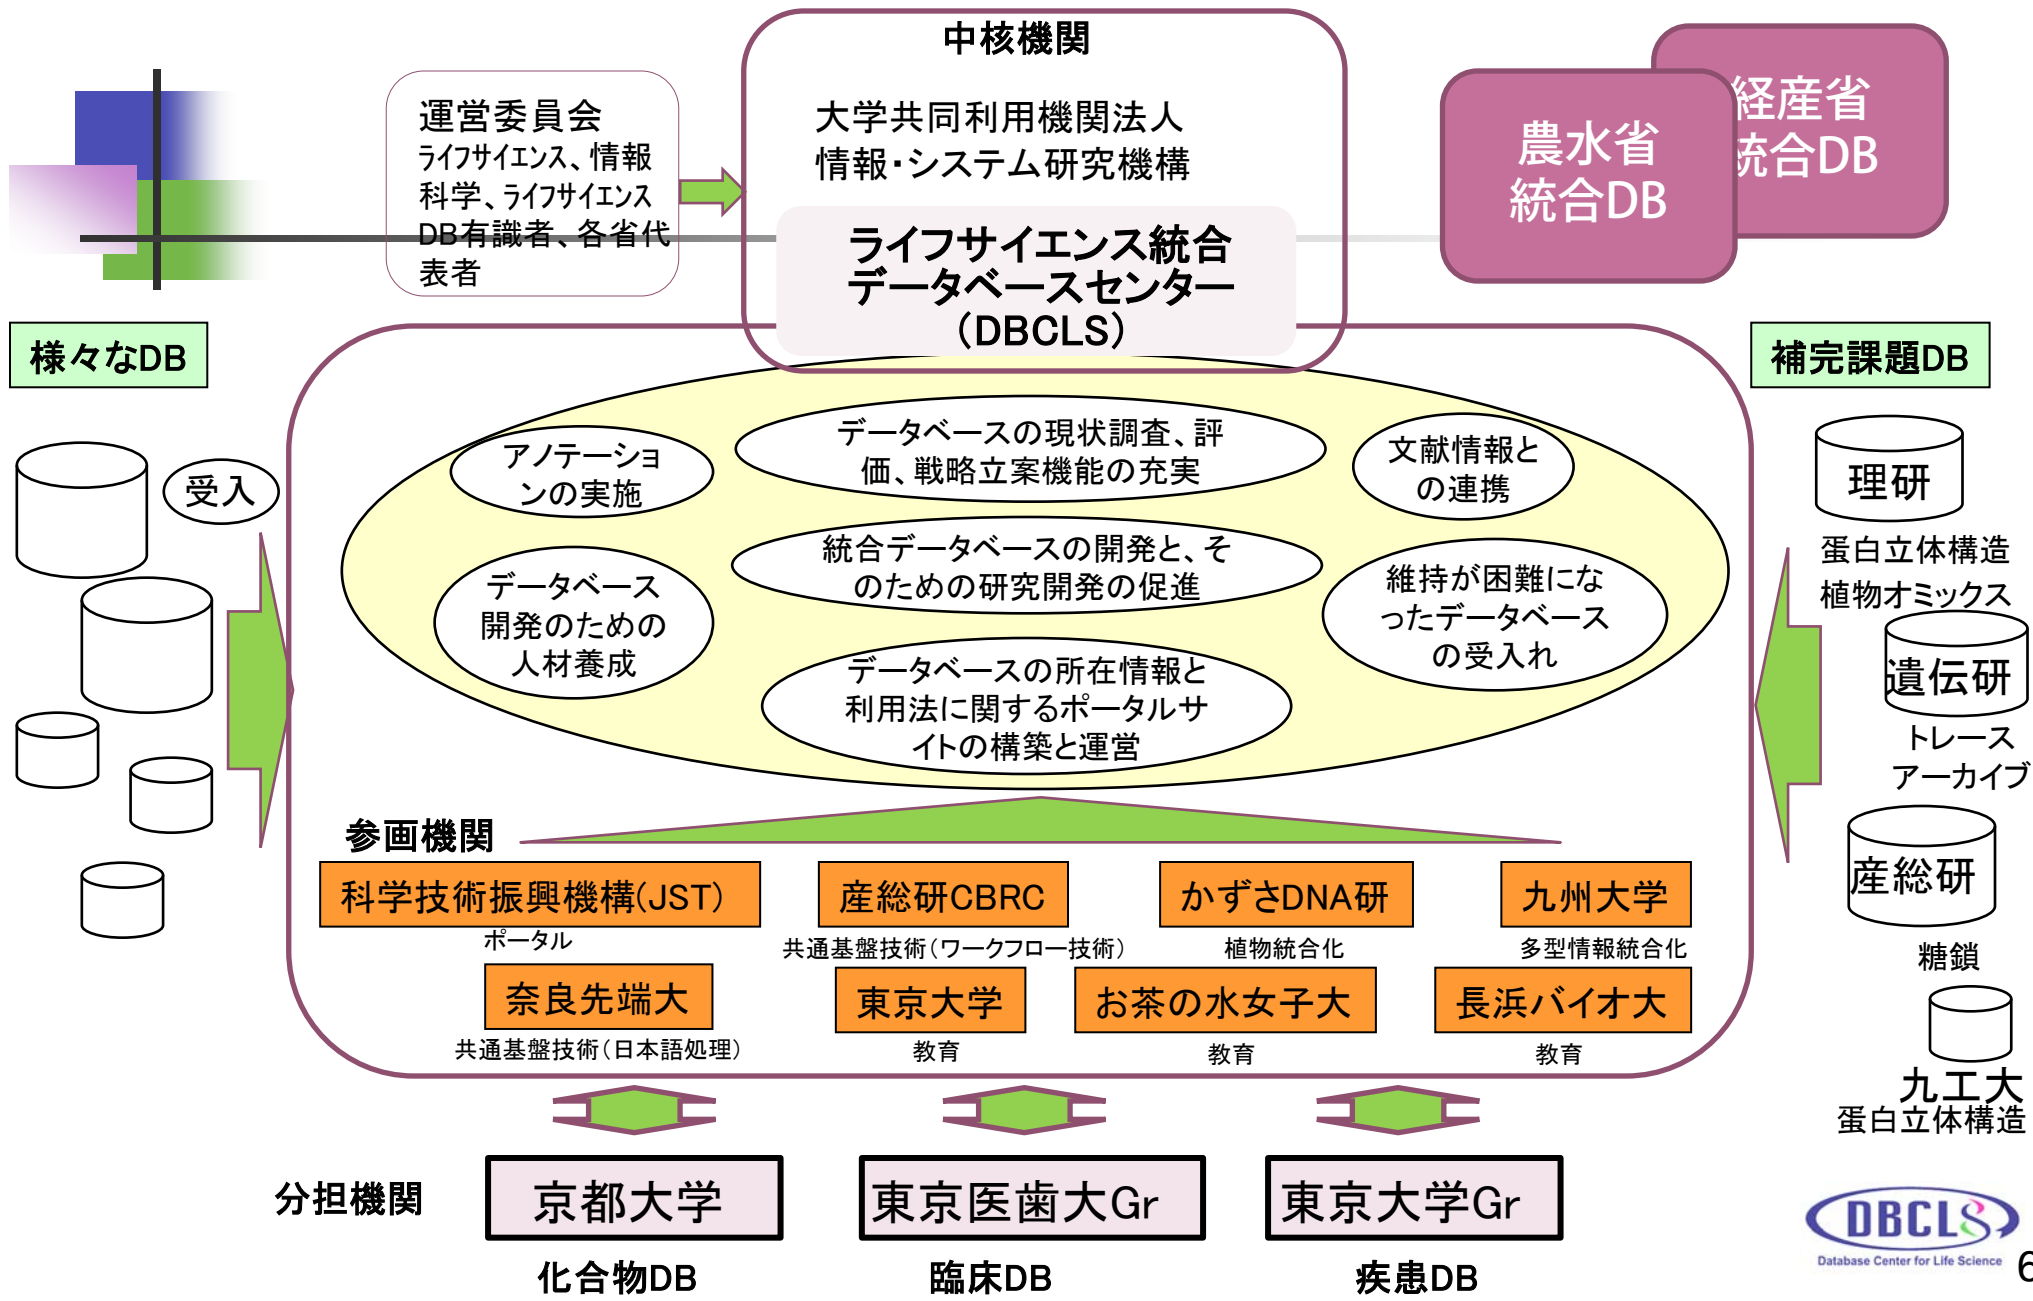 中核機関
運営委員会
ライフサイエンス、情報
科学、ライフサイエンス
DB有識者、各省代
表者
大学共同利用機関法人
情報・システム研究機構
ライフサイエンス統合
データベースセンター
(DBCLS)
農水省
統合DB
経産省
統合DB
様々なDB
受入
補完課題DB
アノテーショ
ンの実施
データベースの現状調査、評
価、戦略立案機能の充実
文献情報と
の連携
データベース
開発のための
人材養成
統合データベースの開発と、そ
のための研究開発の促進
維持が困難にな
ったデータベース
の受入れ
データベースの所在情報と
利用法に関するポータルサ
イトの構築と運営
理研
蛋白立体構造
植物オミックス
遺伝研
トレース
アーカイブ
産総研
糖鎖
九工大
蛋白立体構造
参画機関
科学技術振興機構(JST)
ポータル
産総研CBRC
共通基盤技術(ワークフロー技術)
かずさDNA研
植物統合化
九州大学
多型情報統合化
奈良先端大
共通基盤技術(日本語処理)
東京大学
教育
お茶の水女子大
教育
長浜バイオ大
教育
分担機関
京都大学
化合物DB
東京医歯大Gr
臨床DB
東京大学Gr
疾患DB
DBCLS
Database Center for Life Science
6